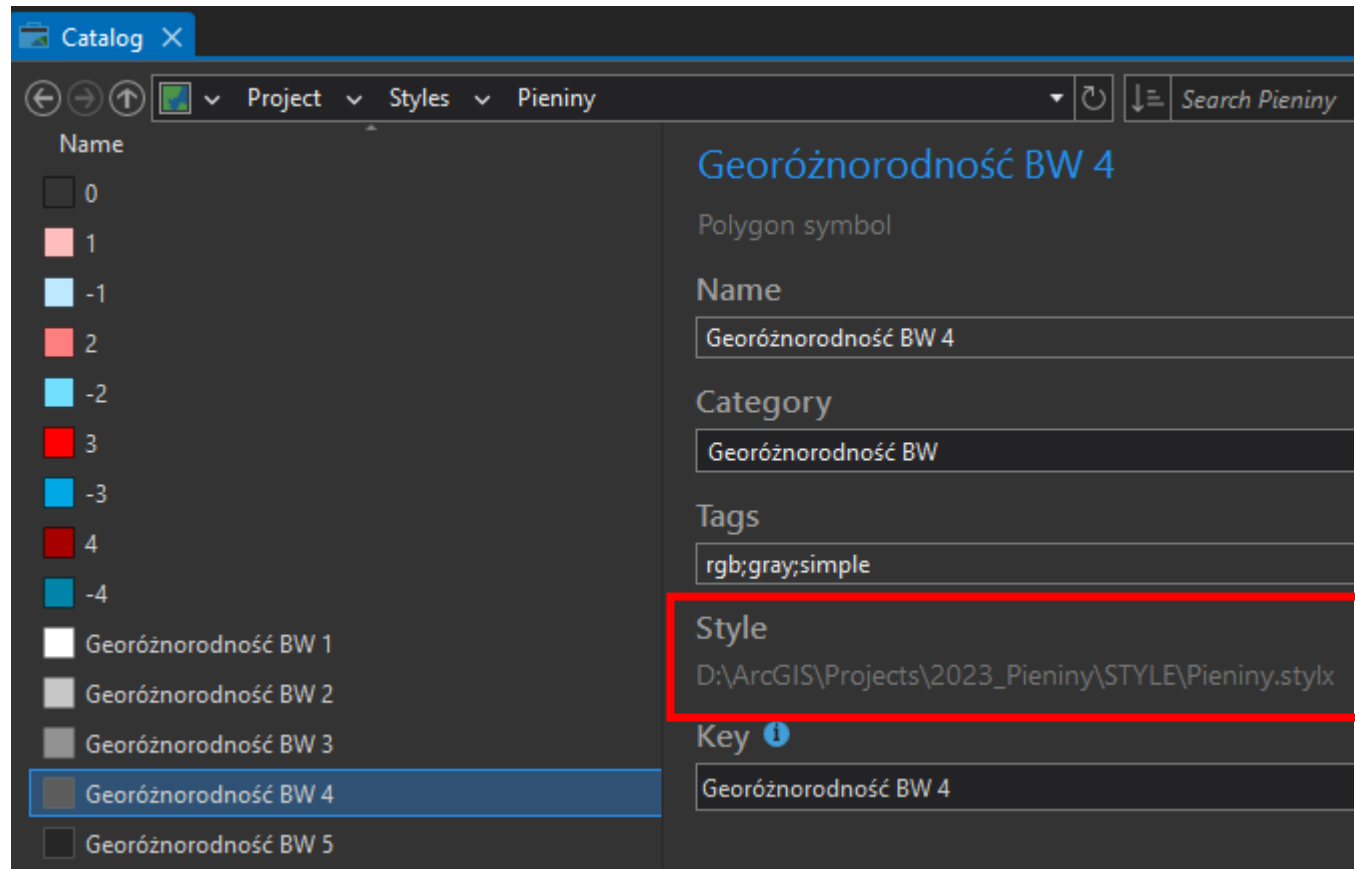 Catalog
Project Styles Pieniny Search Pieniny
Name
0
1
-1
2
-2
3
-3
4
-4
Georóżnorodność BW 1
Georóżnorodność BW 2
Georóżnorodność BW 3
Georóżnorodność BW 4
Georóżnorodność BW 5
Georóżnorodność BW 4
Polygon symbol
Name
Georóżnorodność BW 4
Category
Georóżnorodność BW
Tags
rgb;gray;simple
Style
D:\ArcGIS\Projects\2023_Pieniny\STYLE\Pieniny.stylx
Key
Georóżnorodność BW 4